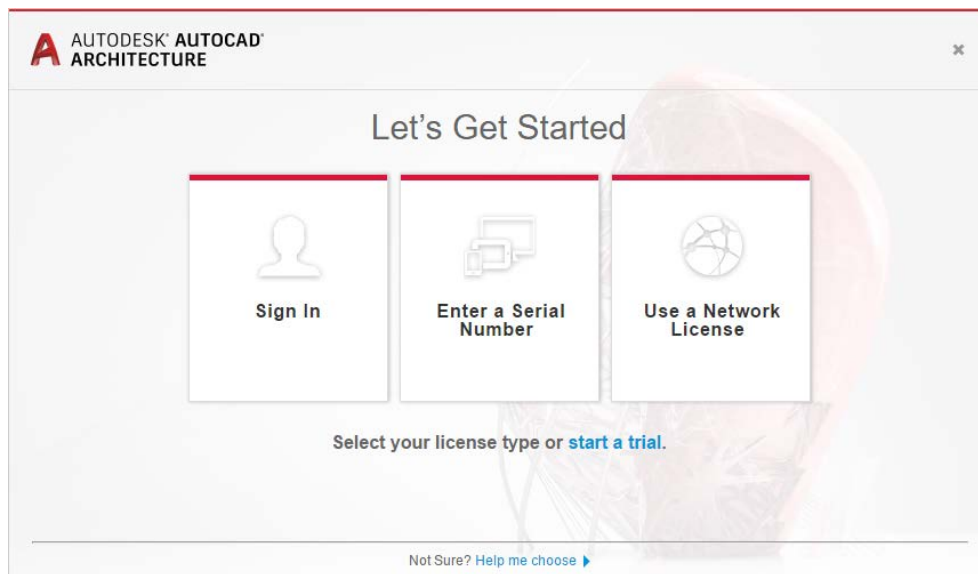 AUTODESK® AUTOCAD®
ARCHITECTURE
Let's Get Started
Sign In
Enter a Serial
Number
Use a Network
License
Select your license type or start a trial.
Not Sure? Help me choose